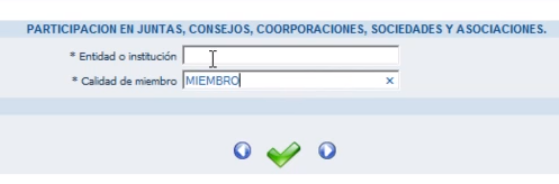 PARTICIPACION EN JUNTAS, CONSEJOS, COORPORACIONES, SOCIEDADES Y ASOCIACIONES.
* Entidad o institución
* Calidad de miembro MIEMBRO ×